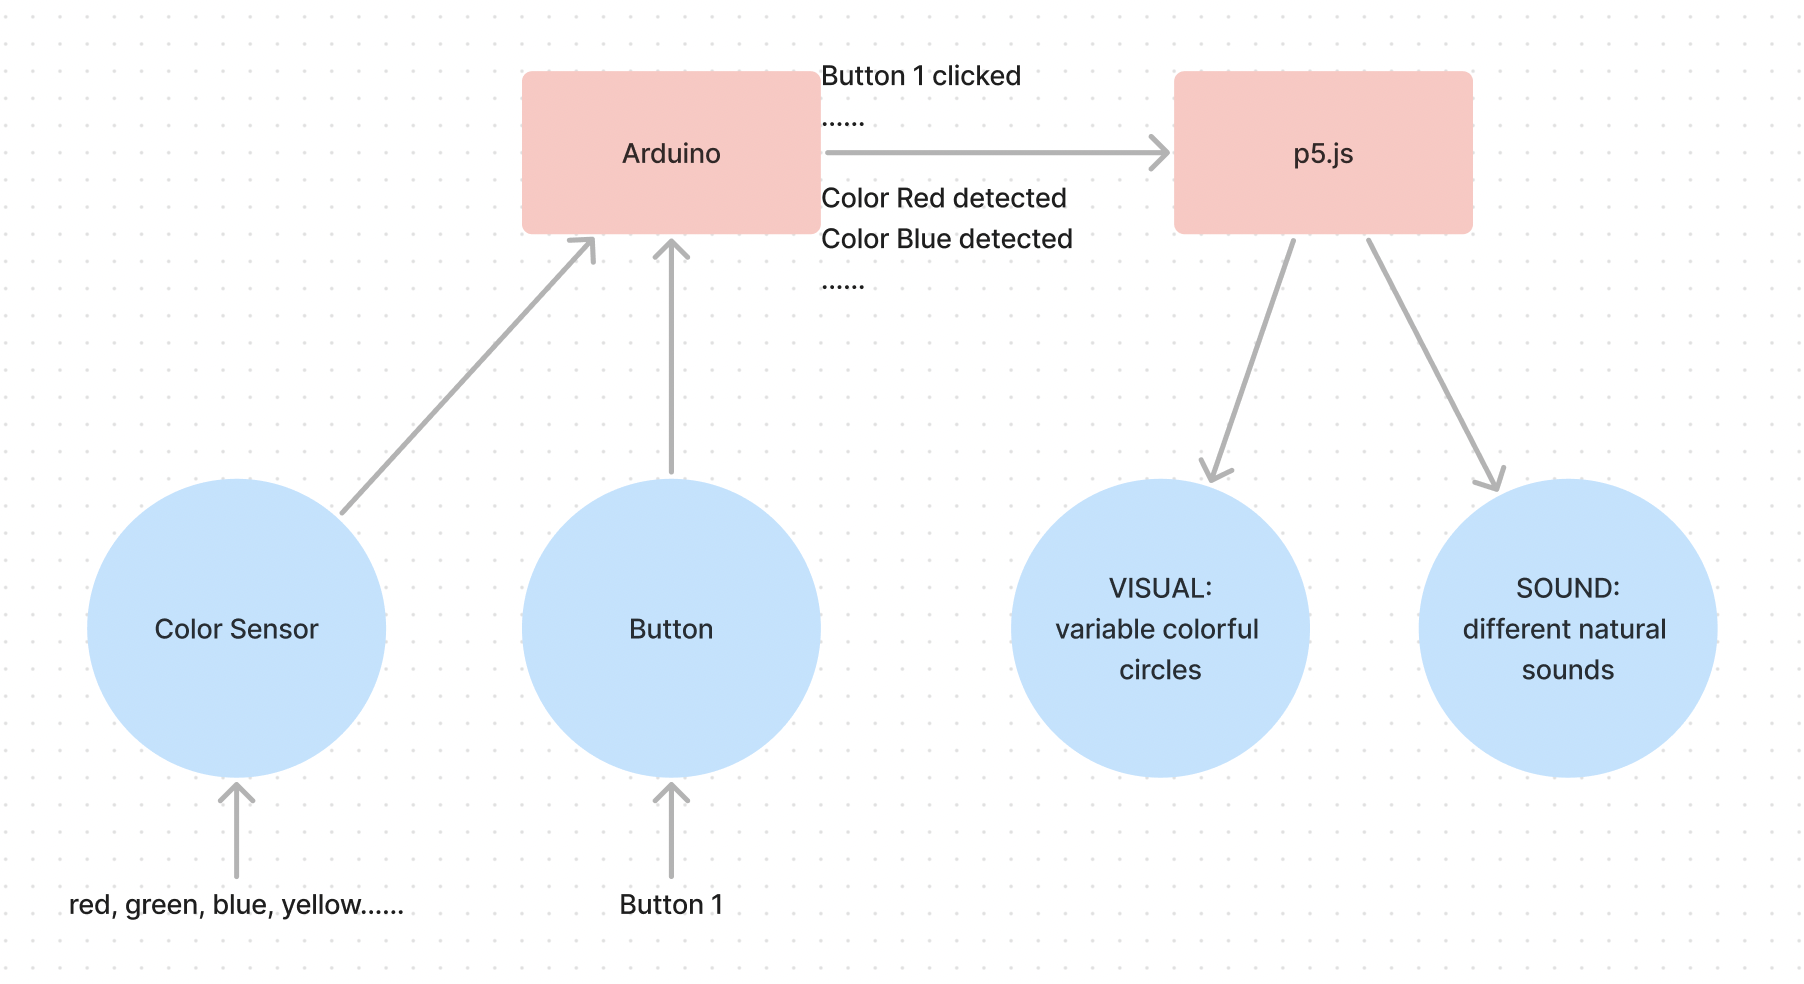 Button 1 clicked
......
Arduino
p5.js
Color Red detected
Color Blue detected
......
Color Sensor
Button
VISUAL:
variable colorful
circles
SOUND:
different natural
sounds
red, green, blue, yellow......
Button 1